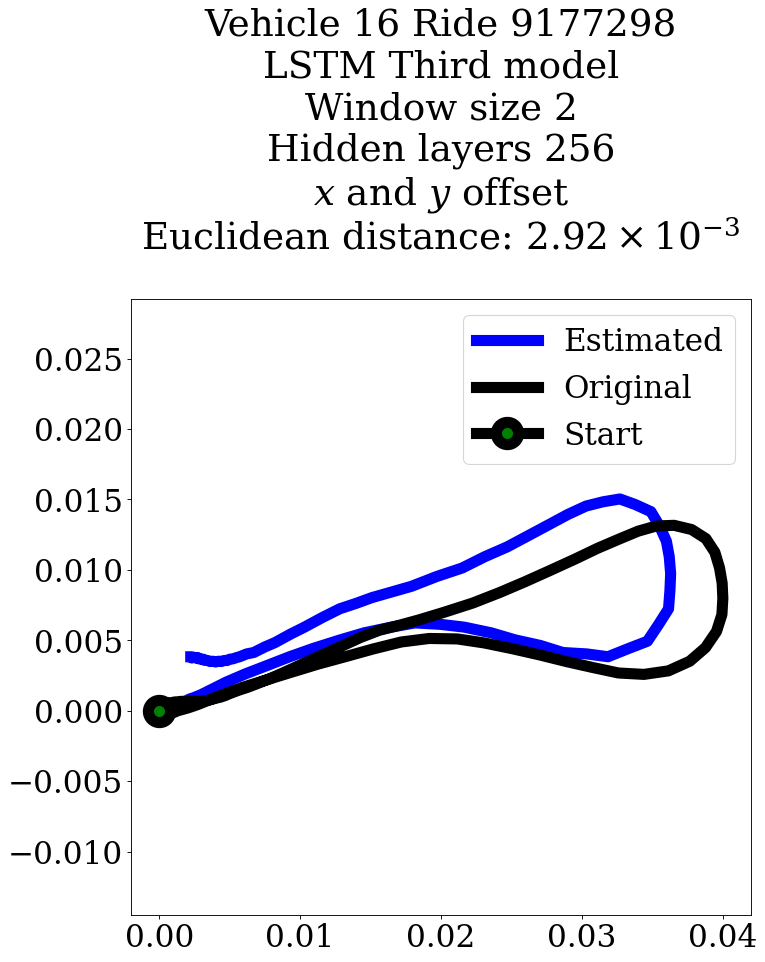 Vehicle 16 Ride 9177298
LSTM Third model
Window size 2
Hidden layers 256
x and y offset
Euclidean distance: 2.92 × 10⁻³
Estimated
Original
Start
0.025
0.020
0.015
0.010
0.005
0.000
−0.005
−0.010
0.00 0.01 0.02 0.03 0.04